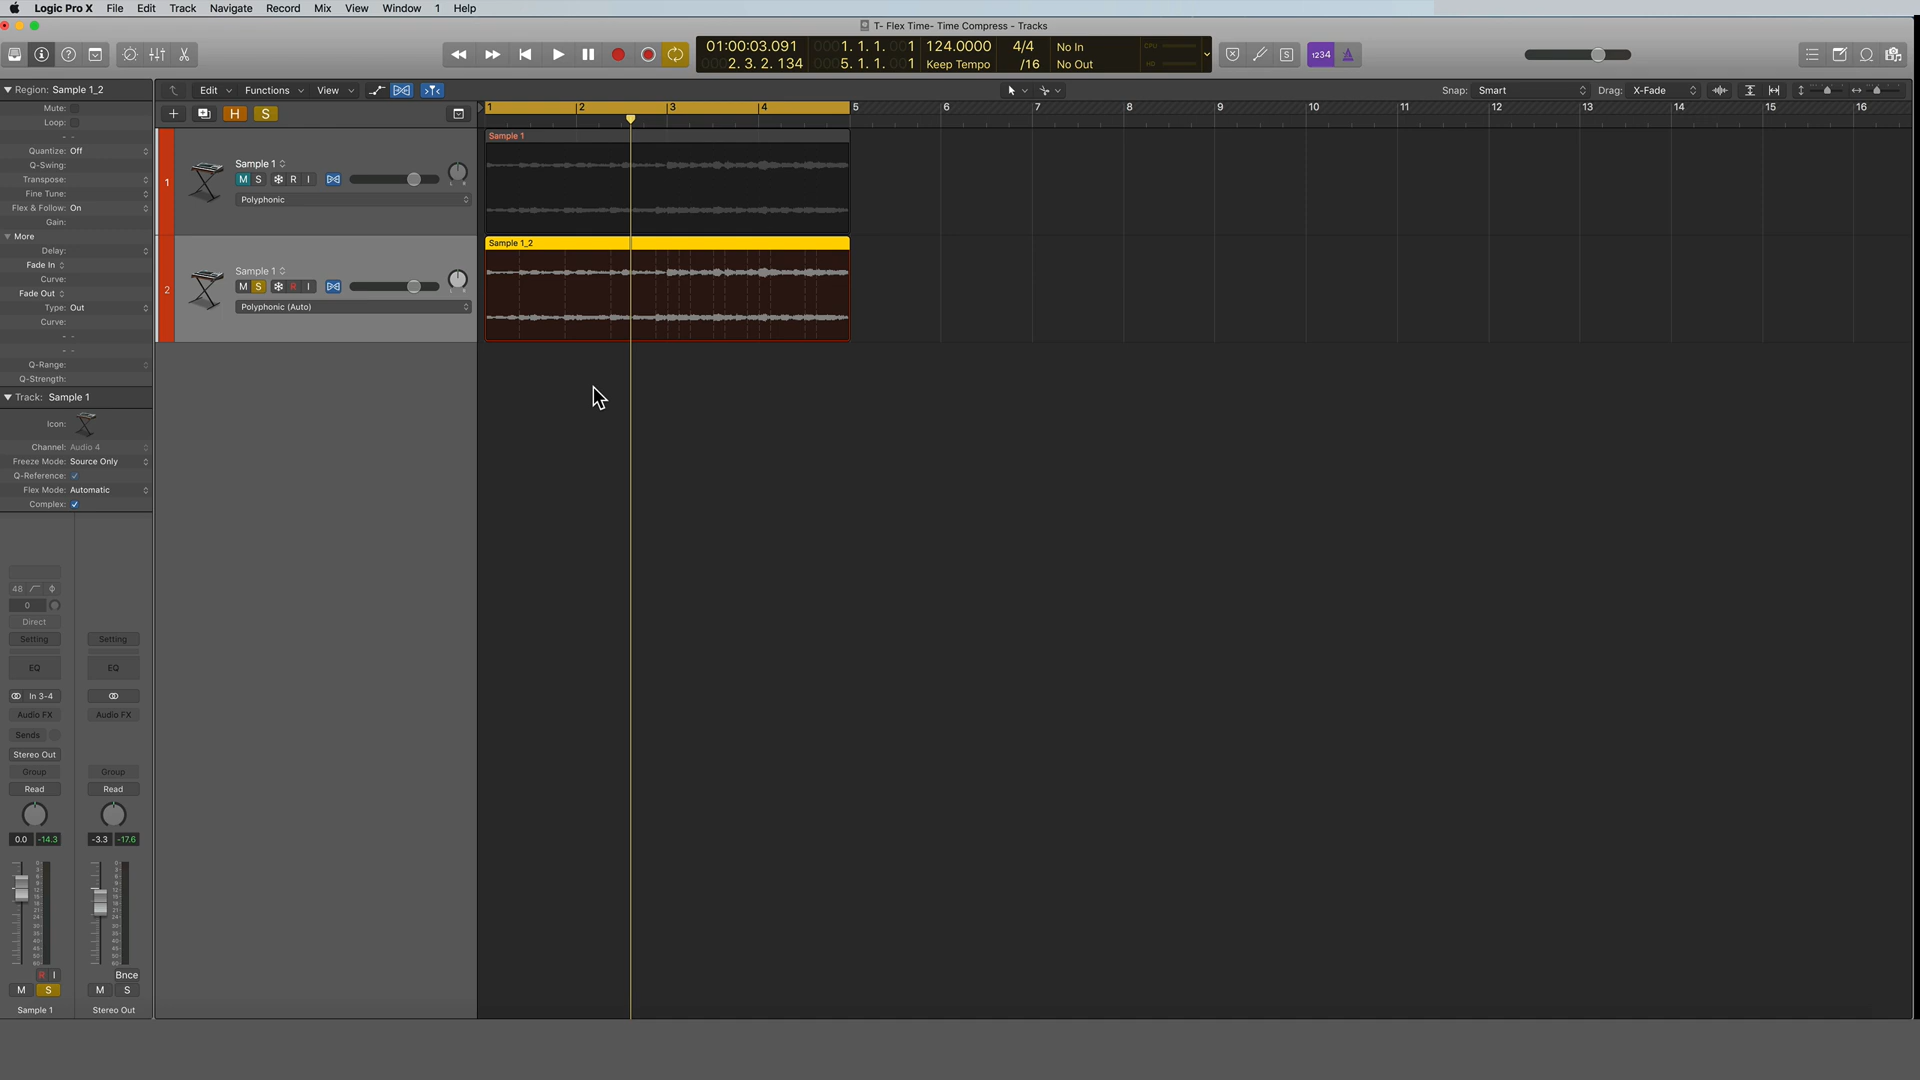 Logic Pro X File Edit Track Navigate Record Mix View Window 1 Help
T- Flex Time- Time Compress - Tracks
01:00:03.091 1. 1. 1. 1 124.0000 4/4 No In CPU
2. 3. 2. 134 5. 1. 1. 1 Keep Tempo /16 No Out HD
S 1234
Region: Sample 1_2
Edit Functions View Snap: Smart Drag: X-Fade
Mute:
Loop:
H S
1 2 3 4 5 6 7 8 9 10 11 12 13 14 15 16
Quantize: Off
Q-Swing:
Transpose:
Fine Tune:
Flex & Follow: On
Gain:
More
Delay:
Fade In
Curve:
Fade Out
Type: Out
Curve:
Q-Range:
Q-Strength:
1
Sample 1
M S R I
L R
Polyphonic
Sample 1
2
Sample 1
M S R I
L R
Polyphonic (Auto)
Sample 1_2
Track: Sample 1
Icon:
Channel: Audio 4
Freeze Mode: Source Only
Q-Reference:
Flex Mode: Automatic
Complex:
48
0
Direct
Setting Setting
EQ EQ
In 3-4
Audio FX Audio FX
Sends
Stereo Out
Group Group
Read Read
0.0 -14.3 -3.3 -17.6
R I Bnce
M S M S
Sample 1 Stereo Out